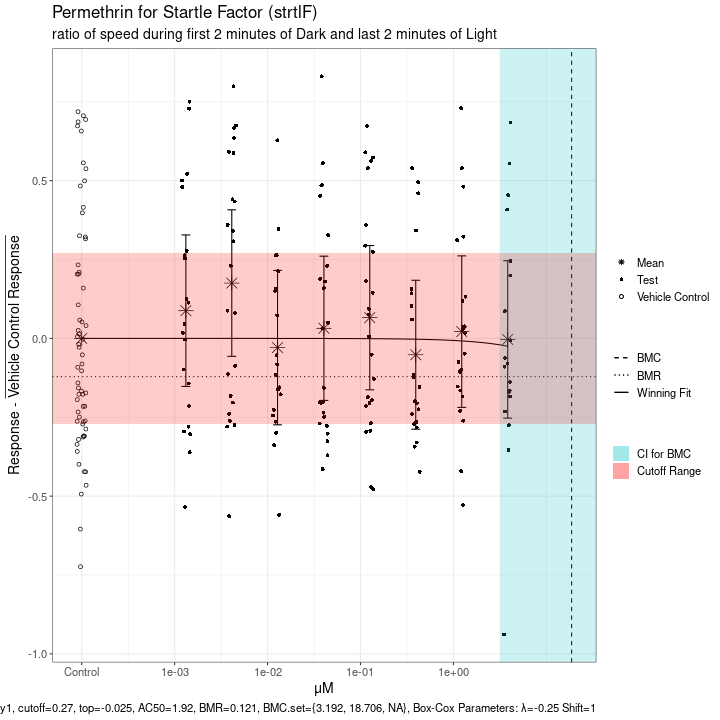 Permethrin for Startle Factor (strtlF)
ratio of speed during first 2 minutes of Dark and last 2 minutes of Light
Response - Vehicle Control Response
0.5
0.0
-0.5
-1.0
Control
1e-03
1e-02
1e-01
1e+00
μM
Mean
Test
Vehicle Control
BMC
BMR
Winning Fit
CI for BMC
Cutoff Range
y1, cutoff=0.27, top=-0.025, AC50=1.92, BMR=0.121, BMC.set={3.192, 18.706, NA}, Box-Cox Parameters: λ=-0.25 Shift=1